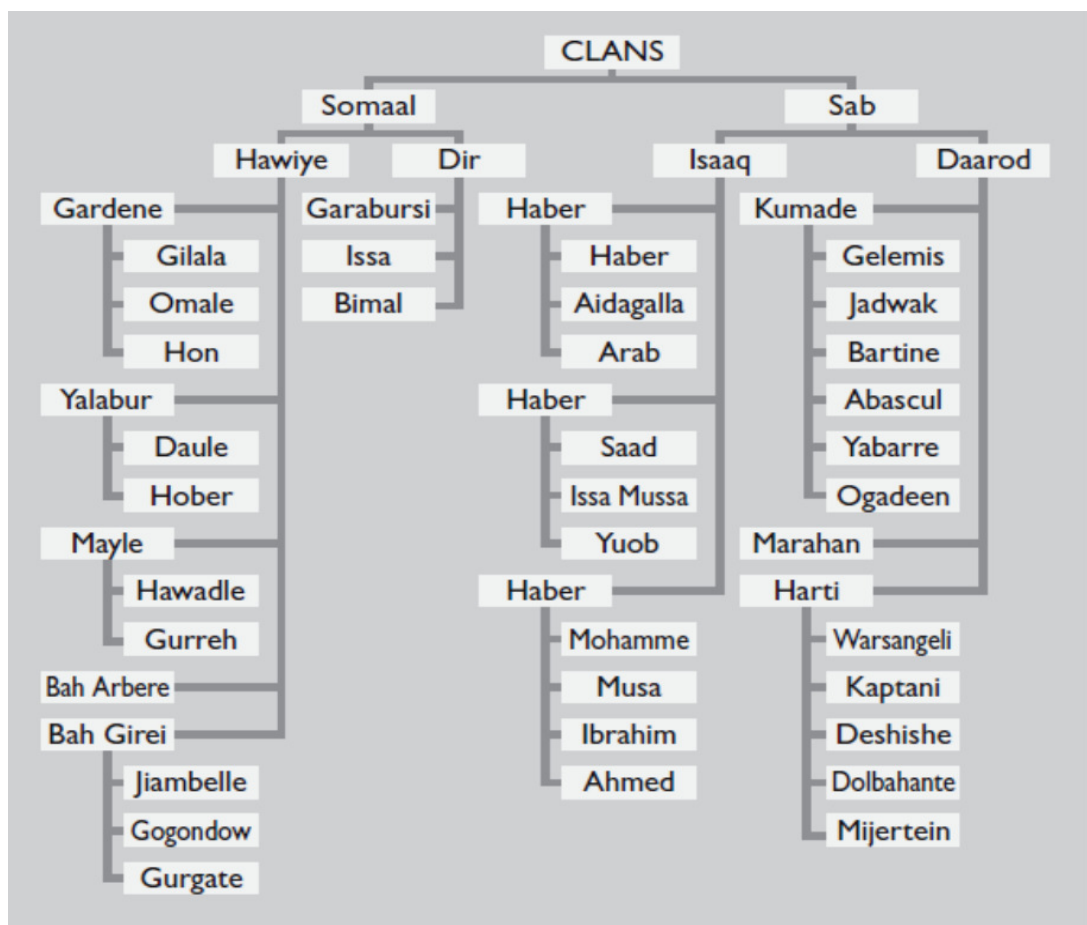 CLANS
Somaal
Sab
Hawiye
Dir
Isaaq
Daarod
Gardene
Gilala
Omale
Hon
Yalabur
Daule
Hober
Mayle
Hawadle
Gurreh
Bah Arbere
Bah Girei
Jiambelle
Gogondow
Gurgate
Garabursi
Issa
Bimal
Haber
Haber
Aidagalla
Arab
Haber
Saad
Issa Mussa
Yuob
Haber
Mohamme
Musa
Ibrahim
Ahmed
Kumade
Gelemis
Jadwak
Bartine
Abascul
Yabarre
Ogadeen
Marahan
Harti
Warsangeli
Kaptani
Deshishe
Dolbahante
Mijertein